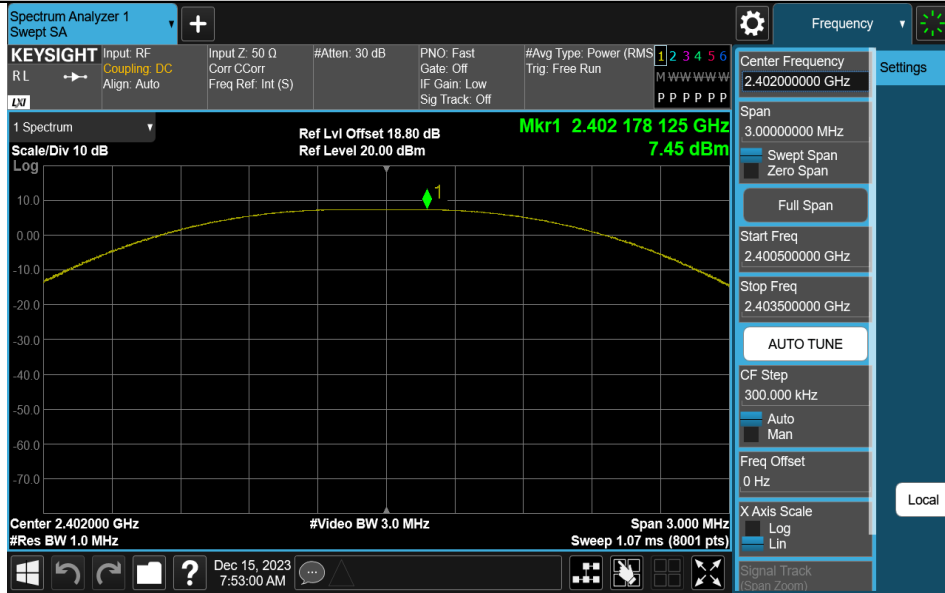 Spectrum Analyzer 1
Swept SA
Frequency
KEYSIGHT
RL
LXI
Input: RF
Coupling: DC
Align: Auto
Input Z: 50 Ω
Corr CCorr
Freq Ref: Int (S)
#Atten: 30 dB
PNO: Fast
Gate: Off
IF Gain: Low
Sig Track: Off
#Avg Type: Power (RMS
Trig: Free Run
1 2 3 4 5 6
M W W W W W
P P P P P P
1 Spectrum
Scale/Div 10 dB
Log
Ref Lvl Offset 18.80 dB
Ref Level 20.00 dBm
Mkr1 2.402 178 125 GHz
7.45 dBm
1
10.0
0.00
-10.0
-20.0
-30.0
-40.0
-50.0
-60.0
-70.0
Center 2.402000 GHz
#Res BW 1.0 MHz
#Video BW 3.0 MHz
Span 3.000 MHz
Sweep 1.07 ms (8001 pts)
?
Dec 15, 2023
7:53:00 AM
Center Frequency
2.402000000 GHz
Span
3.00000000 MHz
Swept Span
Zero Span
Full Span
Start Freq
2.400500000 GHz
Stop Freq
2.403500000 GHz
AUTO TUNE
CF Step
300.000 kHz
Auto
Man
Freq Offset
0 Hz
X Axis Scale
Log
Lin
Signal Track
(Span Zoom)
Settings
Local